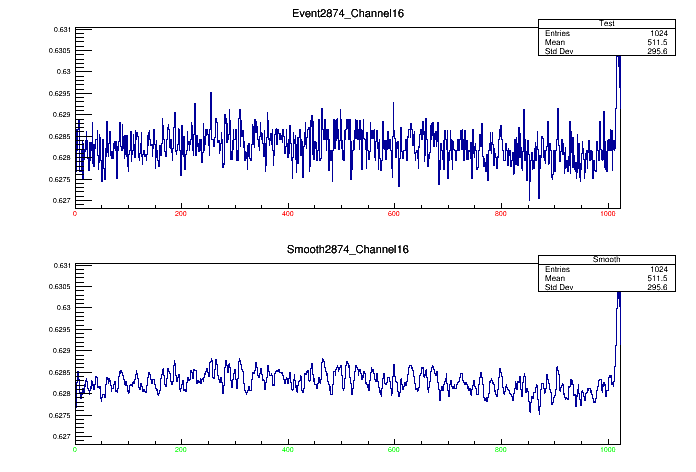 Event2874_Channel16
Test
Entries 1024
Mean 511.5
Std Dev 295.6
0.631
0.6305
0.63
0.6295
0.629
0.6285
0.628
0.6275
0.627
0 200 400 600 800 1000
Smooth2874_Channel16
Smooth
Entries 1024
Mean 511.5
Std Dev 295.6
0.631
0.6305
0.63
0.6295
0.629
0.6285
0.628
0.6275
0.627
0 200 400 600 800 1000